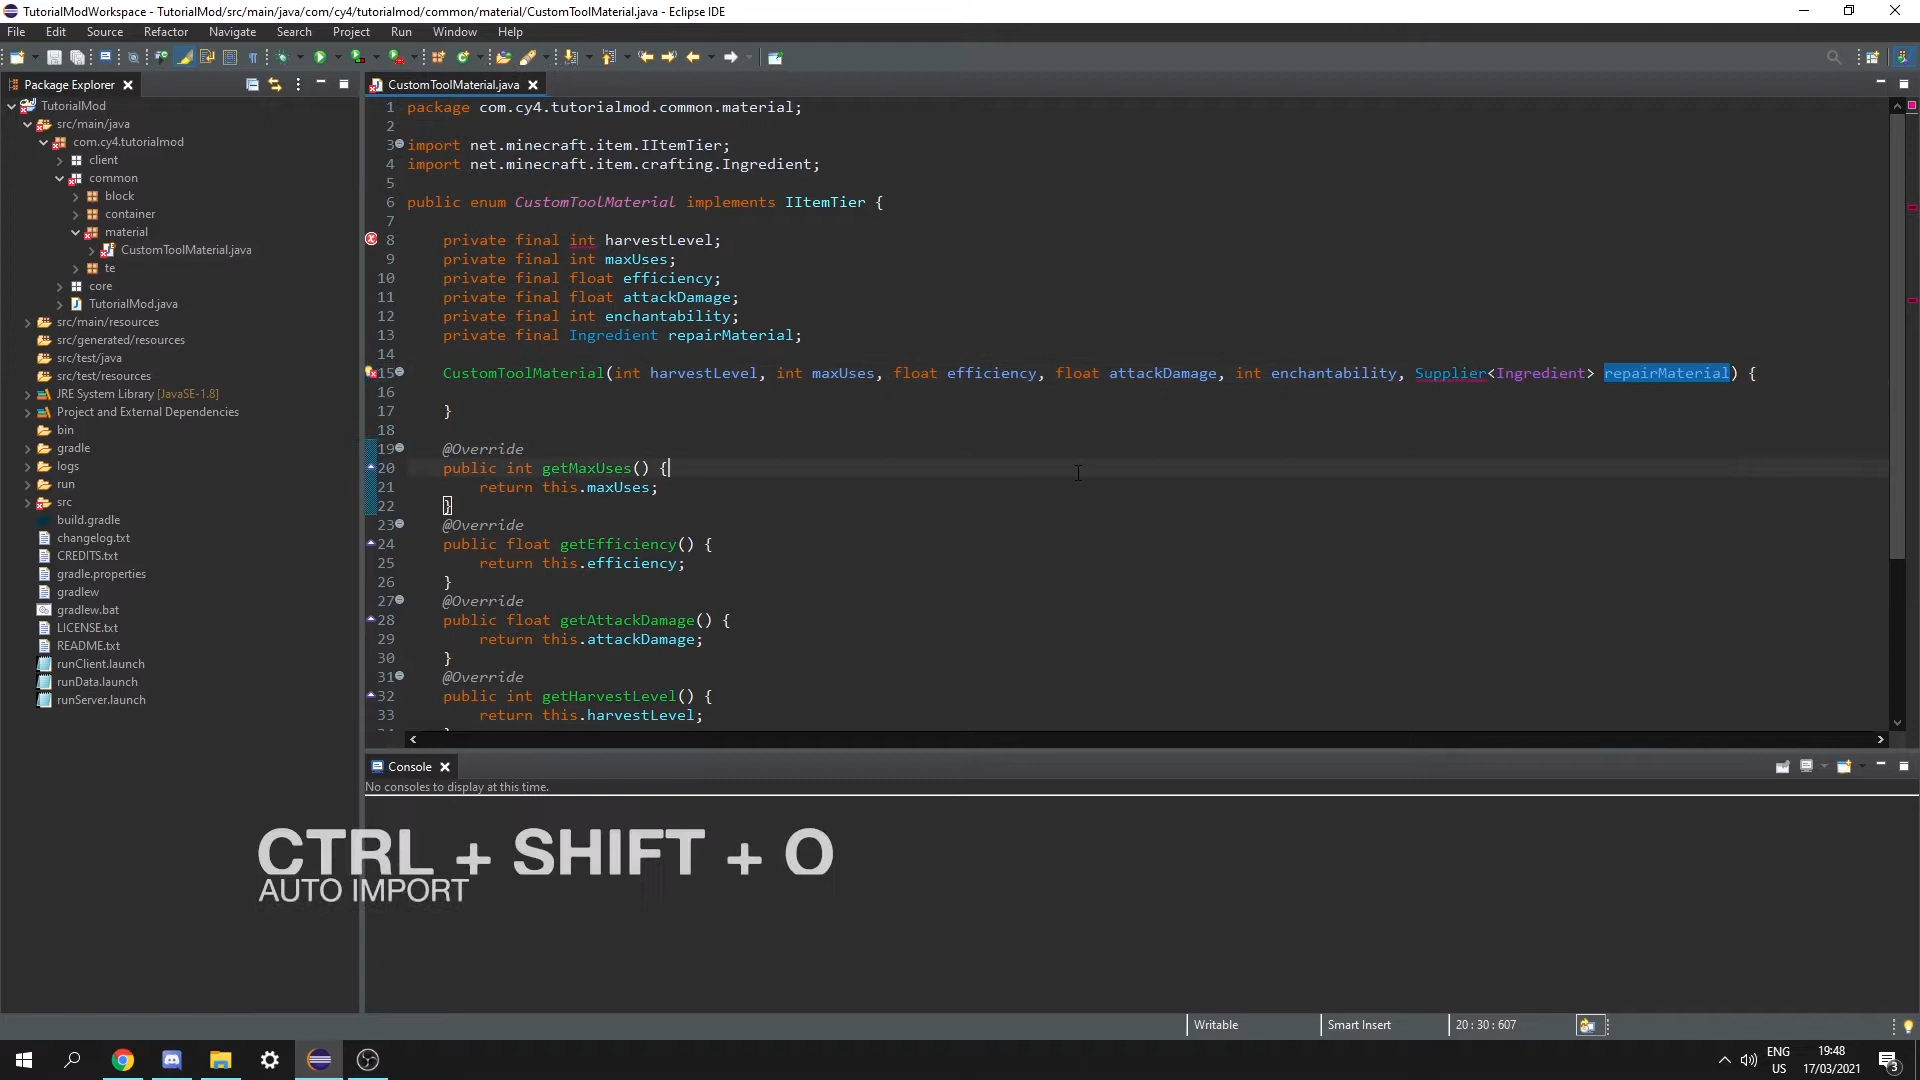 TutorialModWorkspace - TutorialMod/src/main/java/com/cy4/tutorialmod/common/material/CustomToolMaterial.java - Eclipse IDE
File Edit Source Refactor Navigate Search Project Run Window Help
Package Explorer
TutorialMod
src/main/java
com.cy4.tutorialmod
client
common
block
container
material
CustomToolMaterial.java
te
core
TutorialMod.java
src/main/resources
src/generated/resources
src/test/java
src/test/resources
JRE System Library [JavaSE-1.8]
Project and External Dependencies
bin
gradle
logs
run
src
build.gradle
changelog.txt
CREDITS.txt
gradle.properties
gradlew
gradlew.bat
LICENSE.txt
README.txt
runClient.launch
runData.launch
runServer.launch
CustomToolMaterial.java
1 package com.cy4.tutorialmod.common.material;
2
3 import net.minecraft.item.IItemTier;
4 import net.minecraft.item.crafting.Ingredient;
5
6 public enum CustomToolMaterial implements IItemTier {
7
8 private final int harvestLevel;
9 private final int maxUses;
10 private final float efficiency;
11 private final float attackDamage;
12 private final int enchantability;
13 private final Ingredient repairMaterial;
14
15 CustomToolMaterial(int harvestLevel, int maxUses, float efficiency, float attackDamage, int enchantability, Supplier<Ingredient> repairMaterial) {
16
17 }
18
19 @Override
20 public int getMaxUses() {
21 return this.maxUses;
22 }
23 @Override
24 public float getEfficiency() {
25 return this.efficiency;
26 }
27 @Override
28 public float getAttackDamage() {
29 return this.attackDamage;
30 }
31 @Override
32 public int getHarvestLevel() {
33 return this.harvestLevel;
Console
No consoles to display at this time.
CTRL + SHIFT + O
AUTO IMPORT
Writable Smart Insert 20 : 30 : 607
ENG
US
19:48
17/03/2021
3